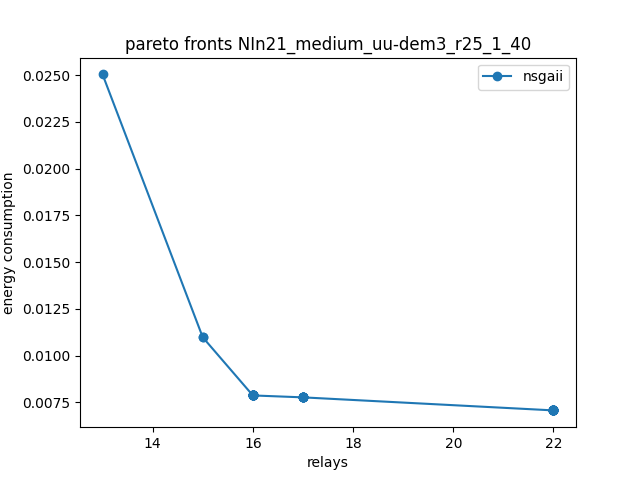 pareto fronts NIn21_medium_uu-dem3_r25_1_40
nsgaii
energy consumption
0.0250
0.0225
0.0200
0.0175
0.0150
0.0125
0.0100
0.0075
14 16 18 20 22
relays